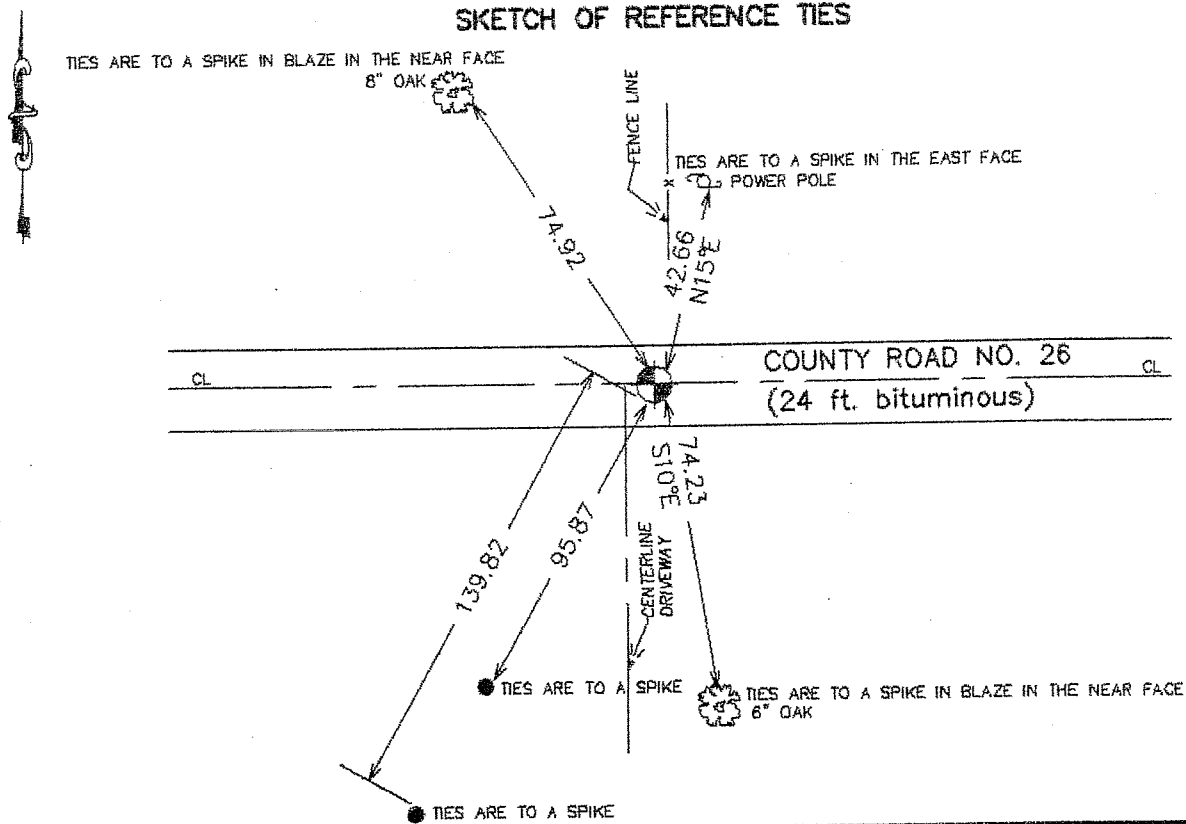 SKETCH OF REFERENCE TIES
TIES ARE TO A SPIKE IN BLAZE IN THE NEAR FACE
8" OAK
FENCE LINE
TIES ARE TO A SPIKE IN THE EAST FACE
POWER POLE
74.92
42.66
N15°E
COUNTY ROAD NO. 26
CL
CL
(24 ft. bituminous)
74.23
S10°E
139.82
95.87
CENTERLINE
DRIVEWAY
TIES ARE TO A SPIKE
TIES ARE TO A SPIKE IN BLAZE IN THE NEAR FACE
6" OAK
TIES ARE TO A SPIKE